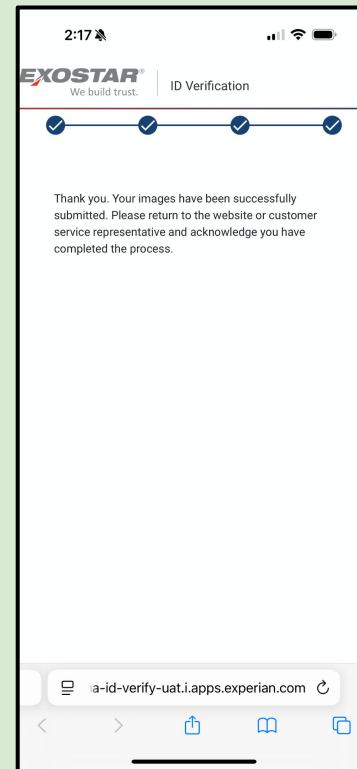 2:17
EXOSTAR®
We build trust.
ID Verification
Thank you. Your images have been successfully
submitted. Please return to the website or customer
service representative and acknowledge you have
completed the process.
a-id-verify-uat.i.apps.experian.com